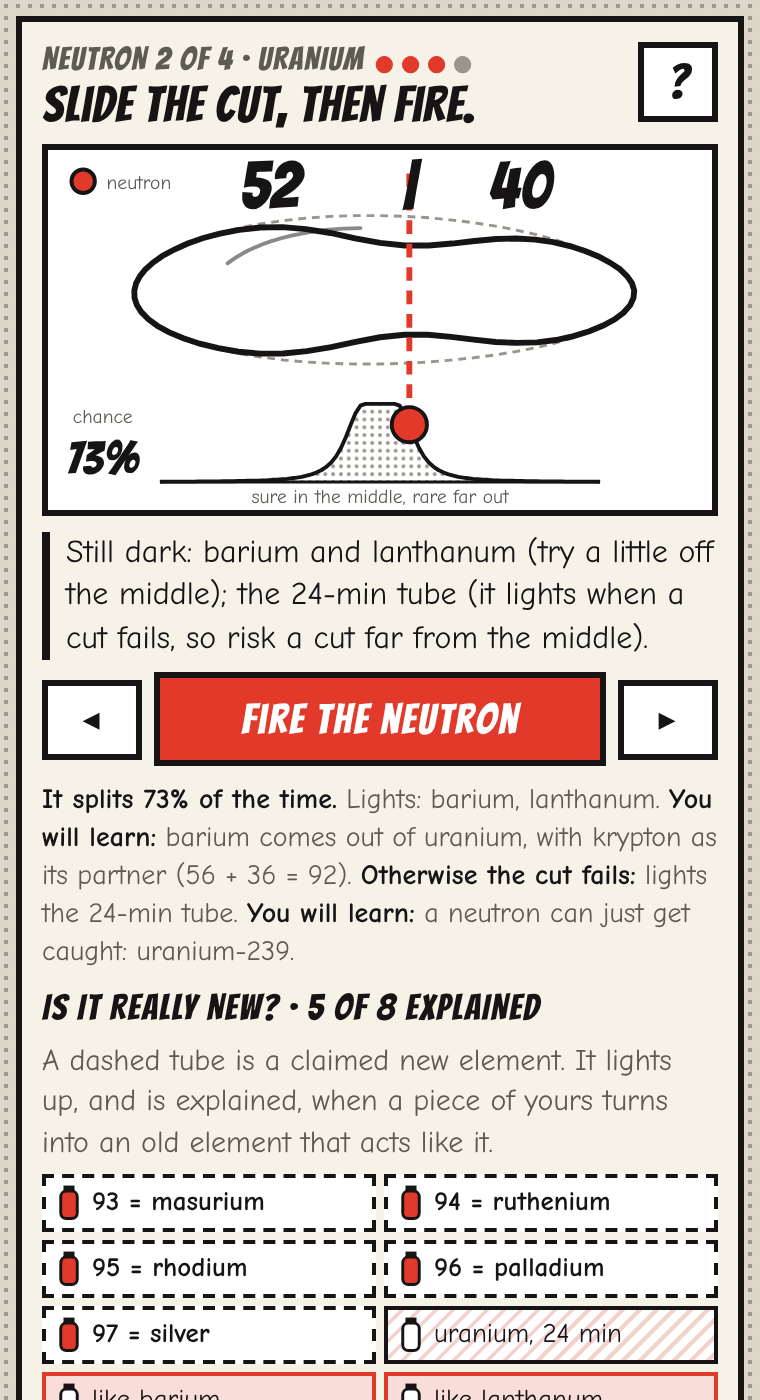 NEUTRON 2 OF 4 · URANIUM
SLIDE THE CUT, THEN FIRE.
?
neutron
52 / 40
chance
73%
sure in the middle, rare far out
Still dark: barium and lanthanum (try a little off
the middle); the 24-min tube (it lights when a
cut fails, so risk a cut far from the middle).
◄
FIRE THE NEUTRON
►
It splits 73% of the time. Lights: barium, lanthanum. You
will learn: barium comes out of uranium, with krypton as
its partner (56 + 36 = 92). Otherwise the cut fails: lights
the 24-min tube. You will learn: a neutron can just get
caught: uranium-239.
IS IT REALLY NEW? · 5 OF 8 EXPLAINED
A dashed tube is a claimed new element. It lights
up, and is explained, when a piece of yours turns
into an old element that acts like it.
93 = masurium
94 = ruthenium
95 = rhodium
96 = palladium
97 = silver
uranium, 24 min
like barium
like lanthanum